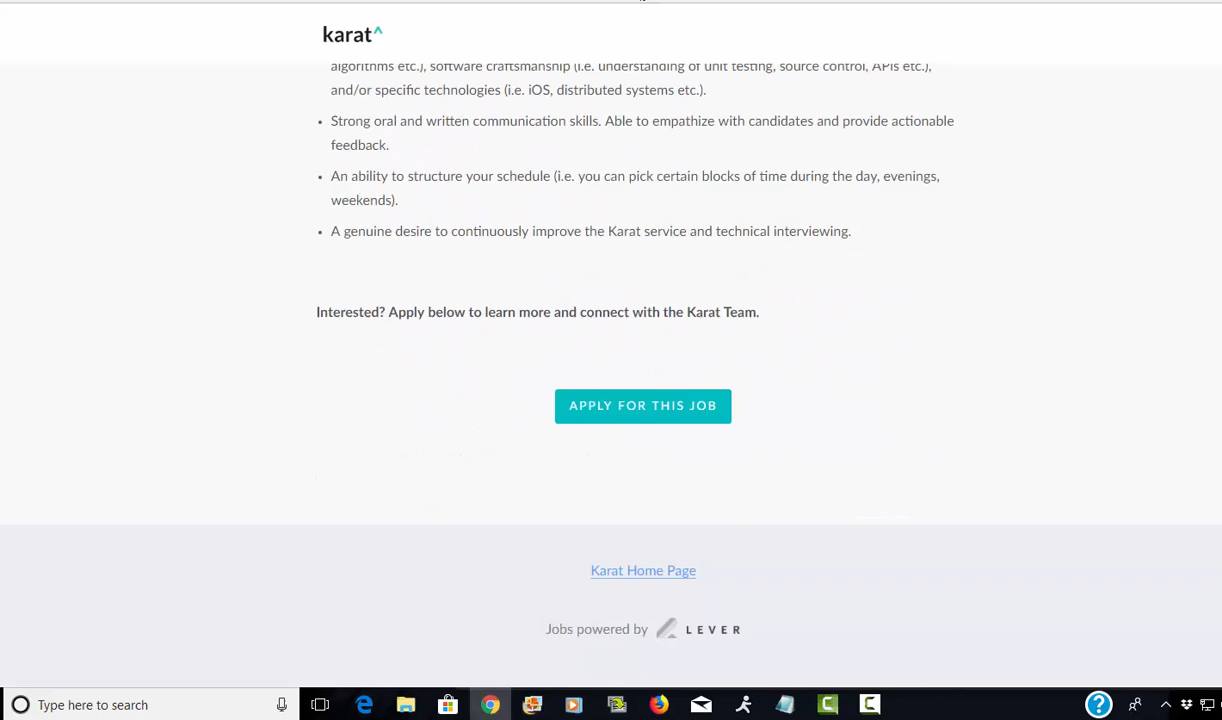 karat^
algorithms etc.), software craftsmanship (i.e. understanding of unit testing, source control, APIs etc.),
and/or specific technologies (i.e. iOS, distributed systems etc.).
• Strong oral and written communication skills. Able to empathize with candidates and provide actionable
feedback.
• An ability to structure your schedule (i.e. you can pick certain blocks of time during the day, evenings,
weekends).
• A genuine desire to continuously improve the Karat service and technical interviewing.
Interested? Apply below to learn more and connect with the Karat Team.
APPLY FOR THIS JOB
Karat Home Page
Jobs powered by LEVER
Type here to search